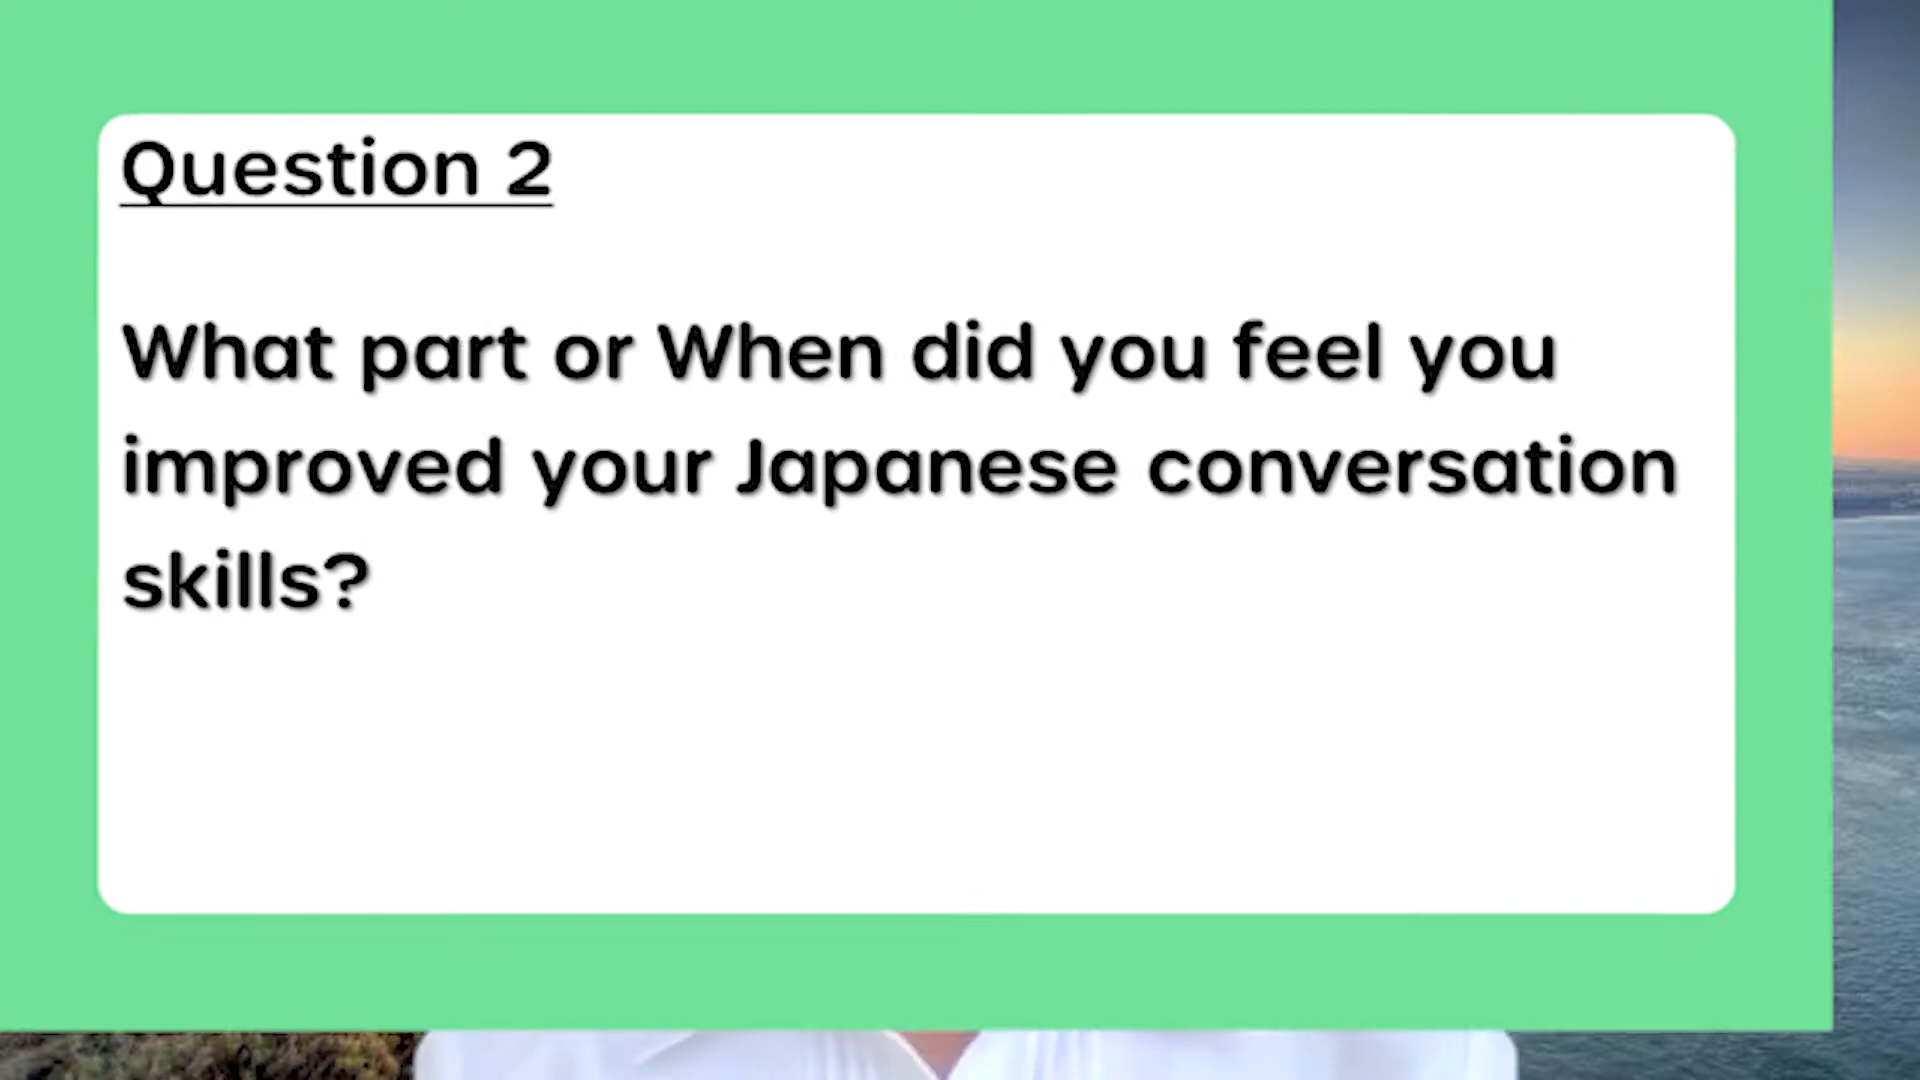 Question 2
What part or When did you feel you
improved your Japanese conversation
skills?